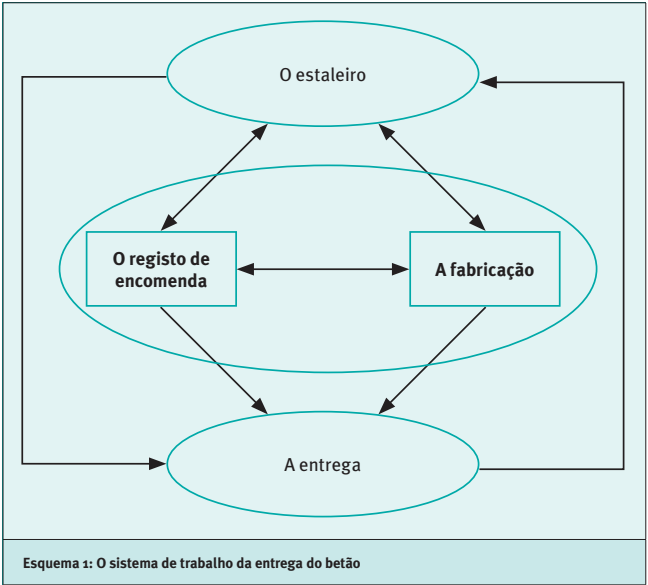 O estaleiro
O registo de
encomenda
A fabricação
A entrega
Esquema 1: O sistema de trabalho da entrega do betão